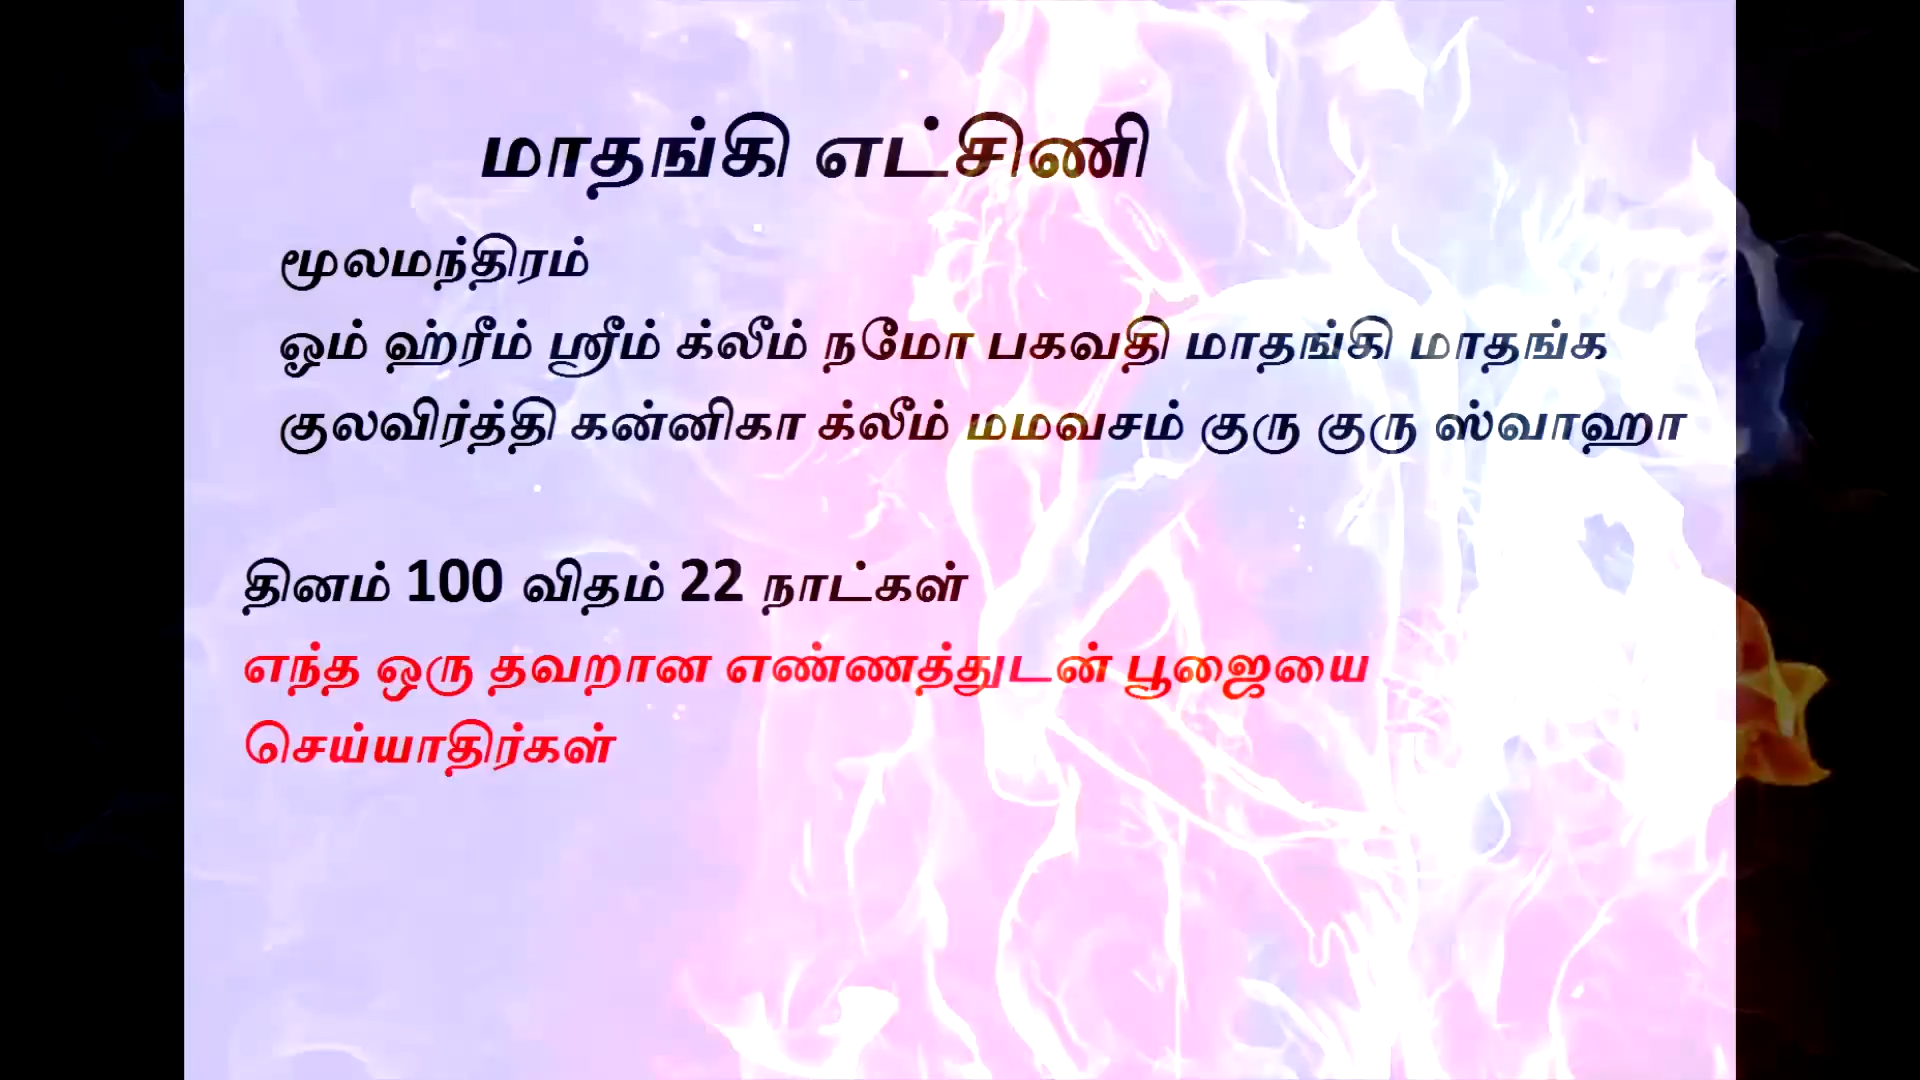 மாதங்கி எட்சிணி
மூலமந்திரம்
ஓம் ஹ்ரீம் ஸ்ரீம் க்லீம் நமோ பகவதி மாதங்கி மாதங்க
குலவிர்த்தி கன்னிகா க்லீம் மமவசம் குரு குரு ஸ்வாஹா
தினம் 100 விதம் 22 நாட்கள்
எந்த ஒரு தவறான எண்ணத்துடன் பூஜையை
செய்யாதிர்கள்